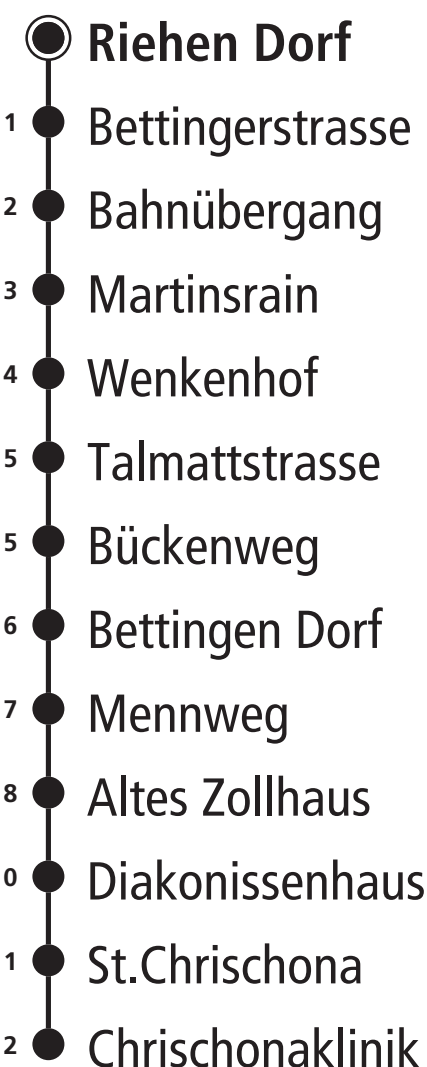 Riehen Dorf
1 Bettingerstrasse
2 Bahnübergang
3 Martinsrain
4 Wenkenhof
5 Talmattstrasse
5 Bückenweg
6 Bettingen Dorf
7 Mennweg
8 Altes Zollhaus
0 Diakonissenhaus
1 St.Chrischona
2 Chrischonaklinik